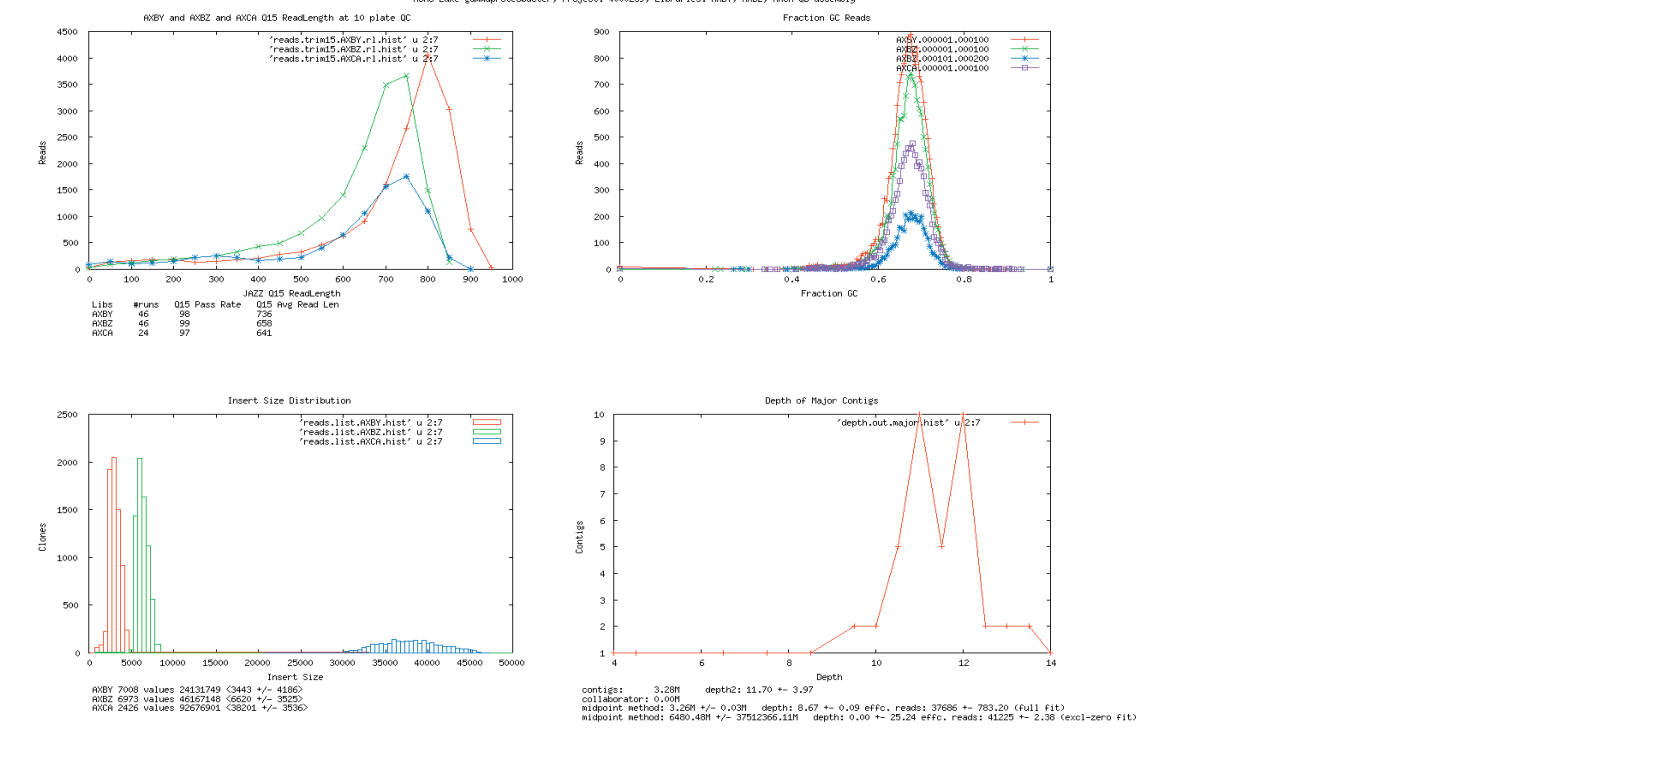 AXBY and AXBZ and AXCA Q15 ReadLength at 10 plate QC
4500
4000
3500
3000
2500
2000
1500
1000
500
0
Reads
'reads.trim15.AXBY.rl.hist' u 2:7
'reads.trim15.AXBZ.rl.hist' u 2:7
'reads.trim15.AXCA.rl.hist' u 2:7
0 100 200 300 400 500 600 700 800 900 1000
JAZZ Q15 ReadLength
Libs #runs Q15 Pass Rate Q15 Avg Read Len
AXBY 46 98 736
AXBZ 46 99 658
AXCA 24 97 641
Fraction GC Reads
900
800
700
600
500
400
300
200
100
0
Reads
AXBY.000001.000100
AXBZ.000001.000100
AXBZ.000101.000200
AXCA.000001.000100
0 0.2 0.4 0.6 0.8 1
Fraction GC
Insert Size Distribution
2500
2000
1500
1000
500
0
Clones
'reads.list.AXBY.hist' u 2:7
'reads.list.AXBZ.hist' u 2:7
'reads.list.AXCA.hist' u 2:7
0 5000 10000 15000 20000 25000 30000 35000 40000 45000 50000
Insert Size
AXBY 7008 values 24131749 <3443 +/- 4186>
AXBZ 6973 values 46167148 <6620 +/- 3525>
AXCA 2426 values 92676901 <38201 +/- 3536>
Depth of Major Contigs
10
9
8
7
6
5
4
3
2
1
Contigs
'depth.out.major.hist' u 2:7
4 6 8 10 12 14
Depth
contigs: 3.28M depth2: 11.70 +- 3.97
collaborator: 0.00M
midpoint method: 3.26M +/- 0.03M depth: 8.67 +- 0.09 effc. reads: 37686 +- 783.20 (full fit)
midpoint method: 6480.48M +/- 37512366.11M depth: 0.00 +- 25.24 effc. reads: 41225 +- 2.38 (excl-zero fit)